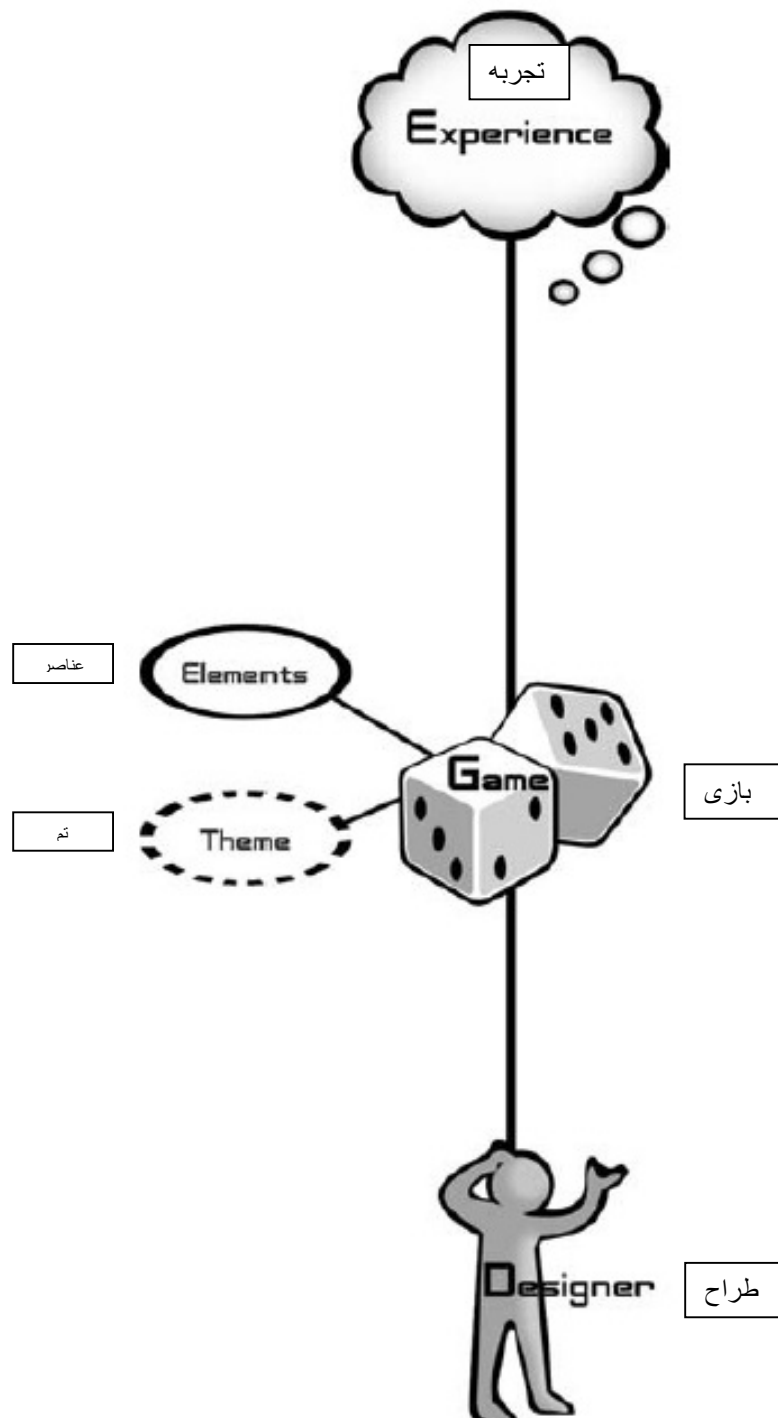 تجربه
Experience
عناصر
Elements
Game
بازی
تم
Theme
Designer
طراح